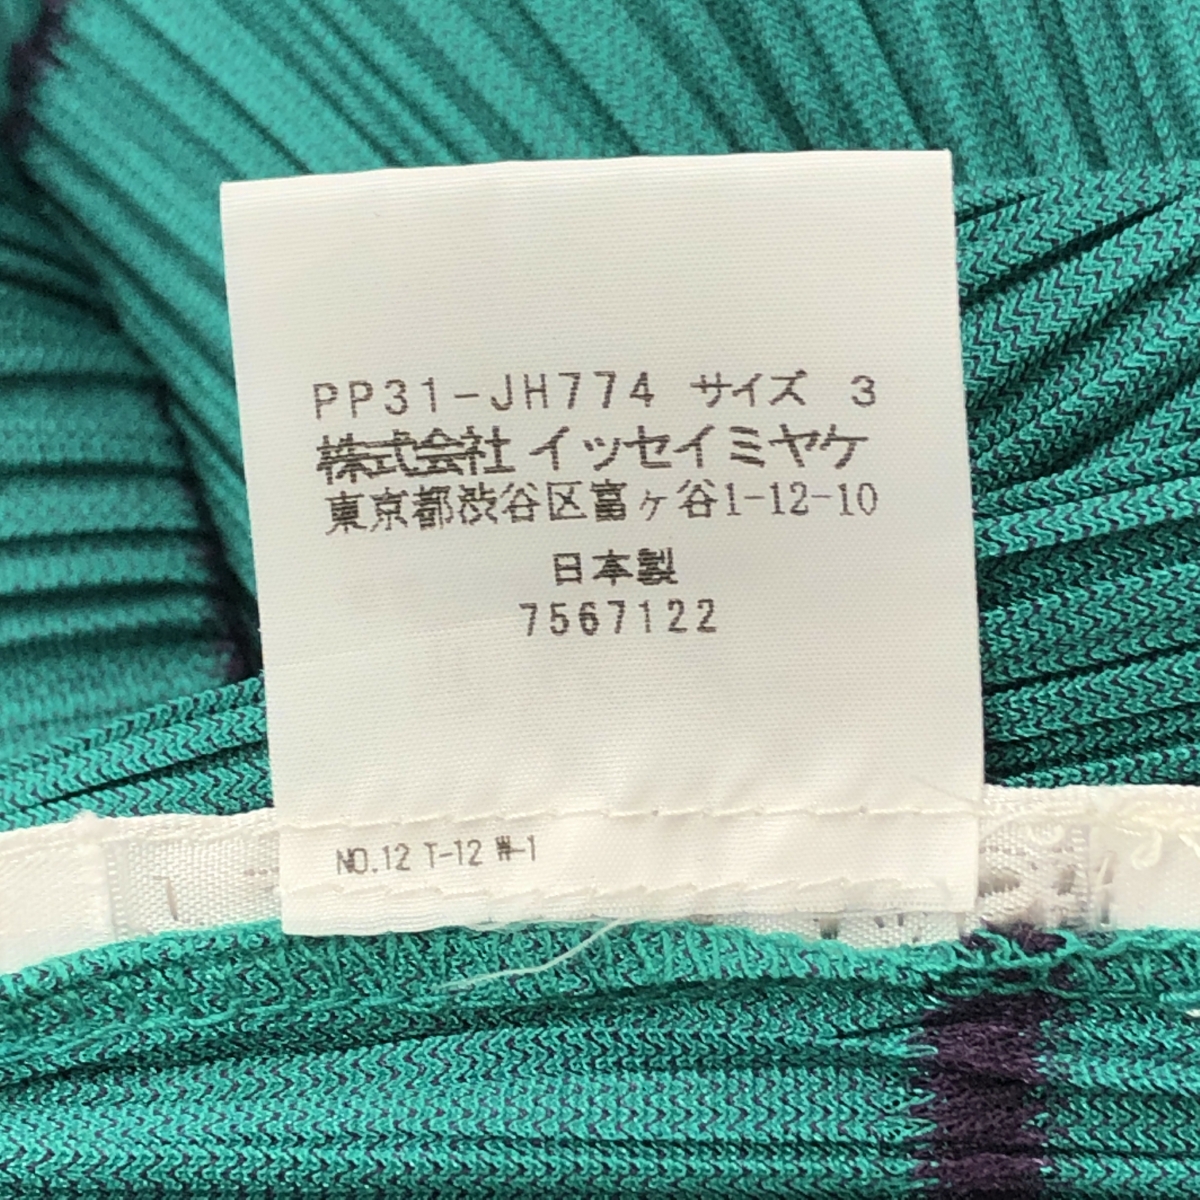 PP31-JH774 サイズ 3
株式会社 イッセイミヤケ
東京都渋谷区富ヶ谷1-12-10
日本製
7567122
NO.12 T-12 W-1